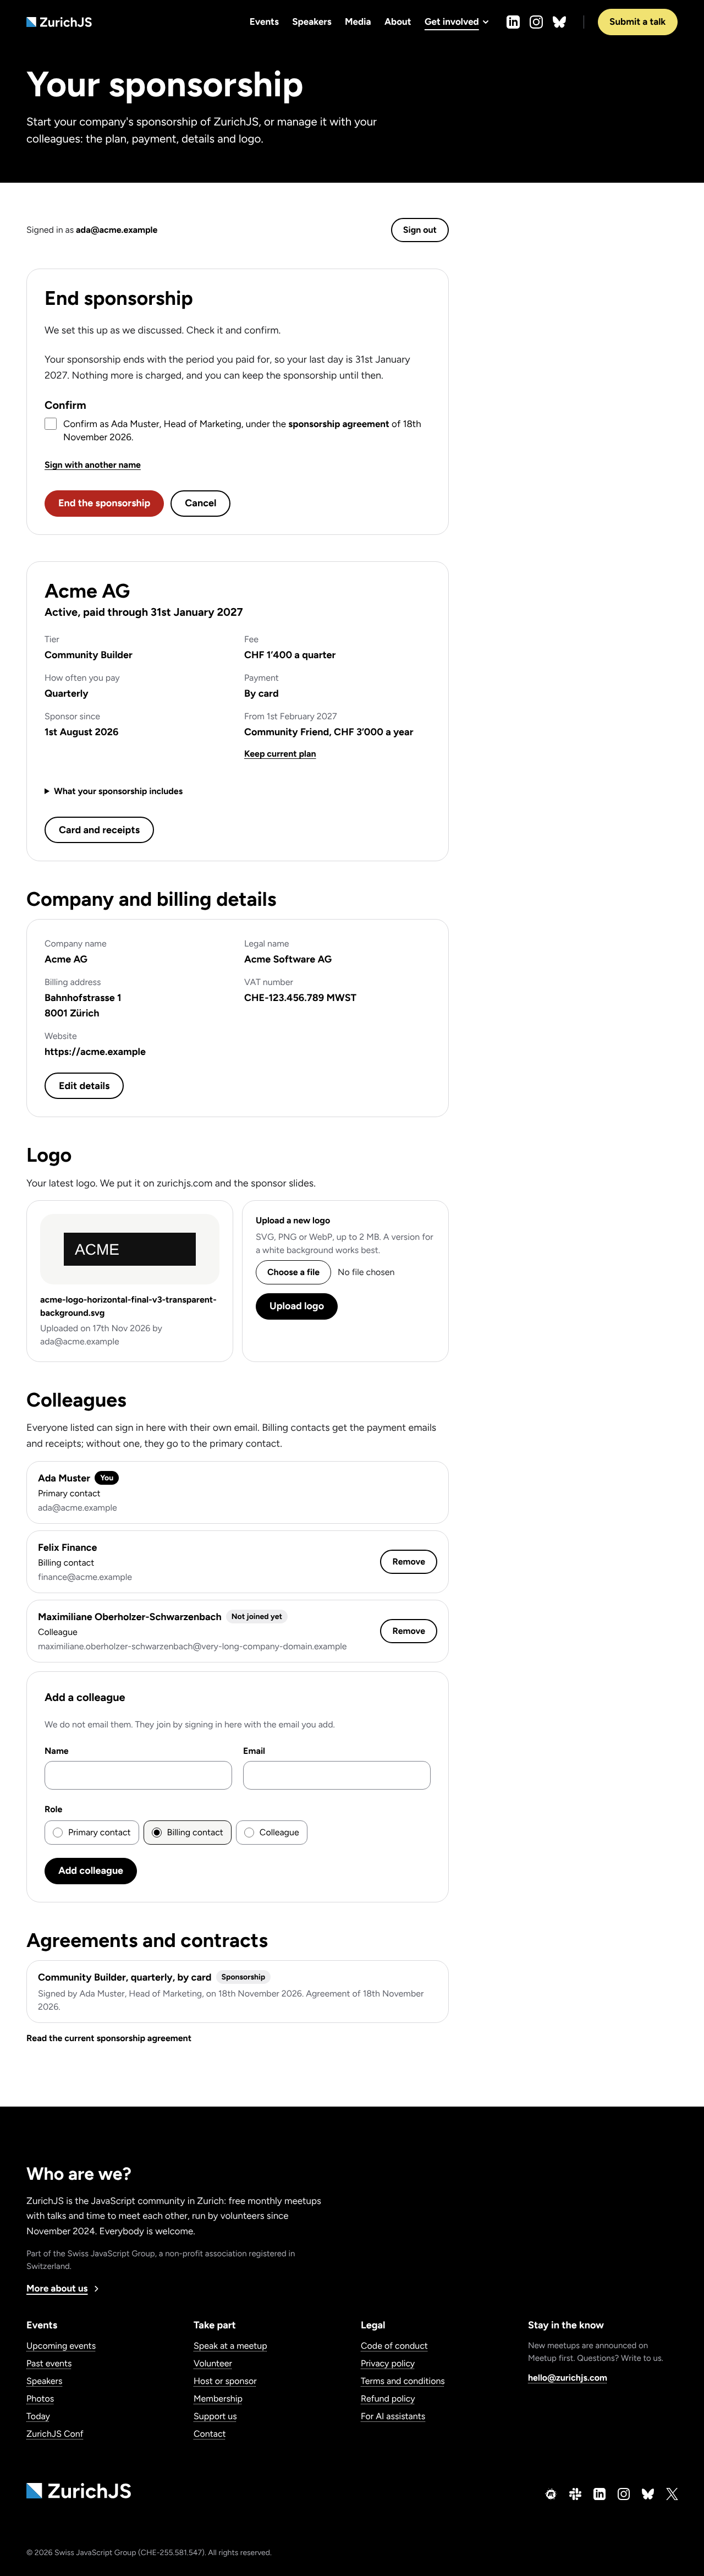 ZurichJS
Events
Speakers
Media
About
Get involved
Submit a talk
Your sponsorship
Start your company's sponsorship of ZurichJS, or manage it with your
colleagues: the plan, payment, details and logo.
Signed in as ada@acme.example
Sign out
End sponsorship
We set this up as we discussed. Check it and confirm.
Your sponsorship ends with the period you paid for, so your last day is 31st January
2027. Nothing more is charged, and you can keep the sponsorship until then.
Confirm
Confirm as Ada Muster, Head of Marketing, under the sponsorship agreement of 18th
November 2026.
Sign with another name
End the sponsorship
Cancel
Acme AG
Active, paid through 31st January 2027
Tier
Community Builder
Fee
CHF 1'400 a quarter
How often you pay
Quarterly
Payment
By card
Sponsor since
1st August 2026
From 1st February 2027
Community Friend, CHF 3'000 a year
Keep current plan
What your sponsorship includes
Card and receipts
Company and billing details
Company name
Acme AG
Legal name
Acme Software AG
Billing address
Bahnhofstrasse 1
8001 Zürich
VAT number
CHE-123.456.789 MWST
Website
https://acme.example
Edit details
Logo
Your latest logo. We put it on zurichjs.com and the sponsor slides.
ACME
acme-logo-horizontal-final-v3-transparent-
background.svg
Uploaded on 17th Nov 2026 by
ada@acme.example
Upload a new logo
SVG, PNG or WebP, up to 2 MB. A version for
a white background works best.
Choose a file
No file chosen
Upload logo
Colleagues
Everyone listed can sign in here with their own email. Billing contacts get the payment emails
and receipts; without one, they go to the primary contact.
Ada Muster You
Primary contact
ada@acme.example
Felix Finance
Billing contact
finance@acme.example
Remove
Maximiliane Oberholzer-Schwarzenbach Not joined yet
Colleague
maximiliane.oberholzer-schwarzenbach@very-long-company-domain.example
Remove
Add a colleague
We do not email them. They join by signing in here with the email you add.
Name
Email
Role
Primary contact
Billing contact
Colleague
Add colleague
Agreements and contracts
Community Builder, quarterly, by card Sponsorship
Signed by Ada Muster, Head of Marketing, on 18th November 2026. Agreement of 18th November
2026.
Read the current sponsorship agreement
Who are we?
ZurichJS is the JavaScript community in Zurich: free monthly meetups
with talks and time to meet each other, run by volunteers since
November 2024. Everybody is welcome.
Part of the Swiss JavaScript Group, a non-profit association registered in
Switzerland.
More about us
Events
Upcoming events
Past events
Speakers
Photos
Today
ZurichJS Conf
Take part
Speak at a meetup
Volunteer
Host or sponsor
Membership
Support us
Contact
Legal
Code of conduct
Privacy policy
Terms and conditions
Refund policy
For AI assistants
Stay in the know
New meetups are announced on
Meetup first. Questions? Write to us.
hello@zurichjs.com
ZurichJS
© 2026 Swiss JavaScript Group (CHE-255.581.547). All rights reserved.